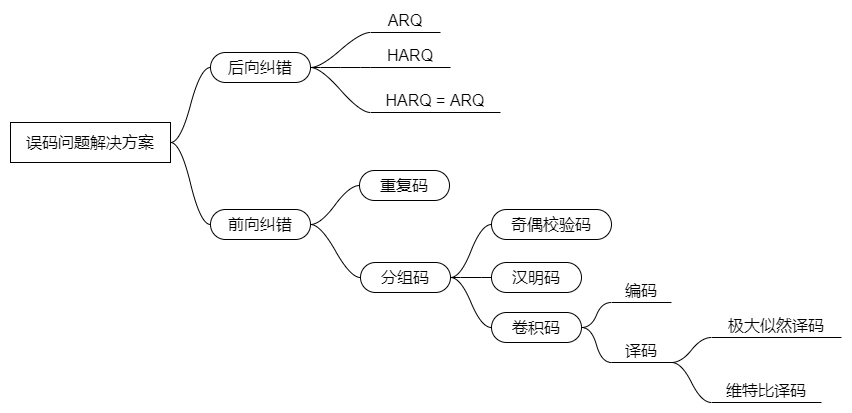 误码问题解决方案
后向纠错
ARQ
HARQ
HARQ = ARQ
前向纠错
重复码
分组码
奇偶校验码
汉明码
卷积码
编码
译码
极大似然译码
维特比译码